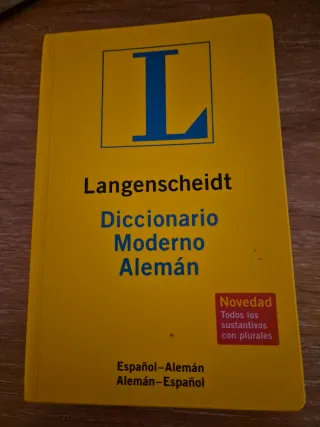 L
Langenscheidt
Diccionario
Moderno
Alemán
Novedad
Todos los
sustantivos
con plurales
Español–Alemán
Alemán–Español